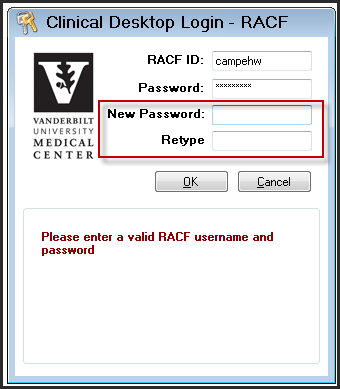 Clinical Desktop Login - RACF
V
VANDERBILT
UNIVERSITY
MEDICAL
CENTER
RACF ID: campehw
Password: *********
New Password:
Retype
OK Cancel
Please enter a valid RACF username and
password